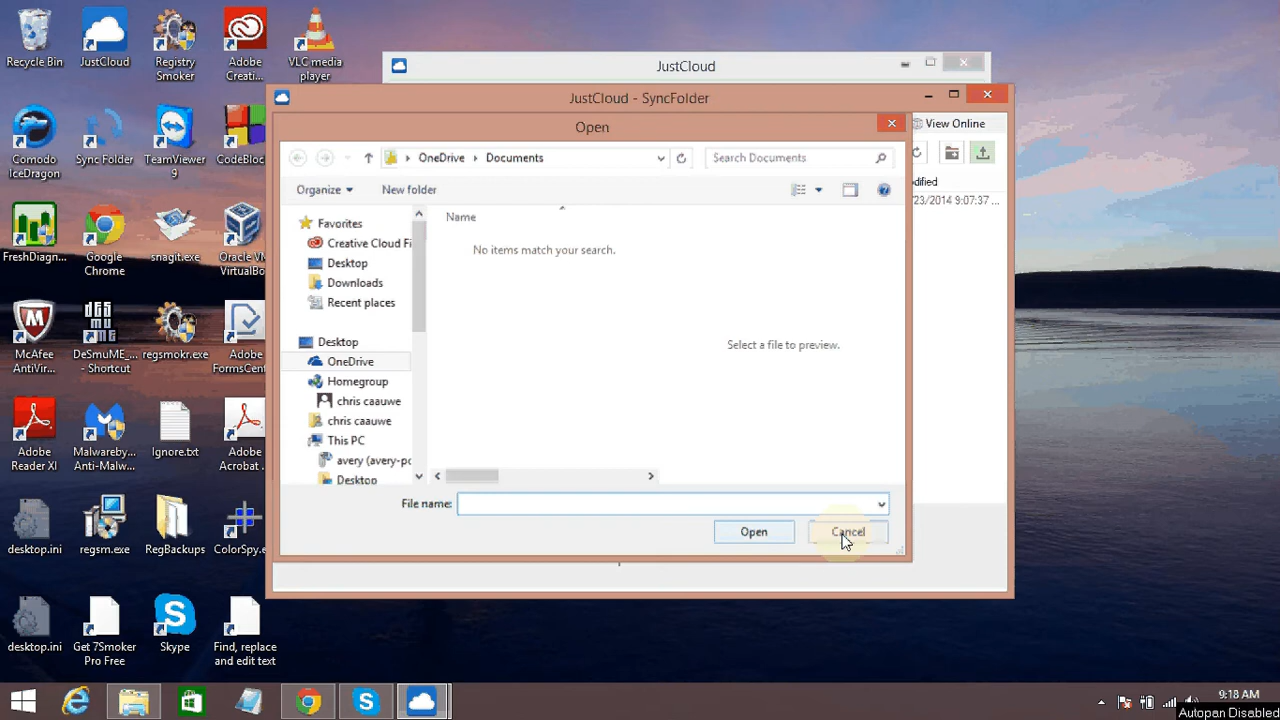 Recycle Bin
JustCloud
Registry
Smoker
Adobe
Creati...
VLC media
player
Comodo
IceDragon
Sync Folder
TeamViewer
9
CodeBloc
FreshDiagn...
Google
Chrome
snagit.exe
Oracle VM
VirtualBo
McAfee
AntiVir...
DeSmuME_...
- Shortcut
regsmokr.exe
Adobe
FormsCent
Adobe
Reader XI
Malwareby...
Anti-Malw...
Ignore.txt
Adobe
Acrobat .
desktop.ini
regsm.exe
RegBackups
ColorSpy.e
desktop.ini
Get 7Smoker
Pro Free
Skype
Find, replace
and edit text
JustCloud
JustCloud - SyncFolder
View Online
odified
/23/2014 9:07:37 ...
Open
OneDrive
Documents
Search Documents
Organize
New folder
Favorites
Creative Cloud Fi
Desktop
Downloads
Recent places
Desktop
OneDrive
Homegroup
chris caauwe
chris caauwe
This PC
avery (avery-pc
Desktop
Name
No items match your search.
Select a file to preview.
File name:
Open
Cancel
9:18 AM
Autopan Disabled